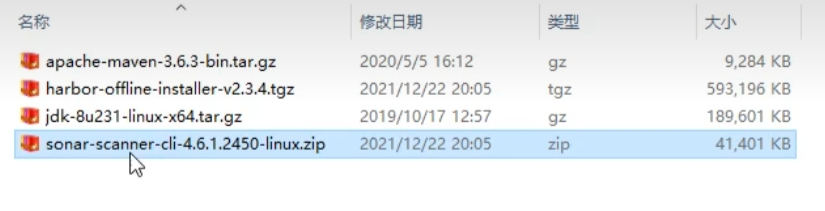 名称 修改日期 类型 大小
apache-maven-3.6.3-bin.tar.gz 2020/5/5 16:12 gz 9,284 KB
harbor-offline-installer-v2.3.4.tgz 2021/12/22 20:05 tgz 593,196 KB
jdk-8u231-linux-x64.tar.gz 2019/10/17 12:57 gz 189,601 KB
sonar-scanner-cli-4.6.1.2450-linux.zip 2021/12/22 20:05 zip 41,401 KB